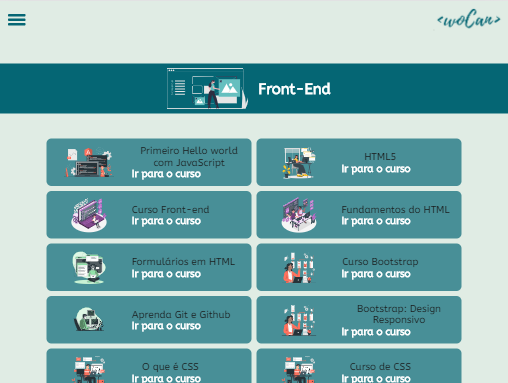 <woCan>
Front-End
Primeiro Hello world
com JavaScript
Ir para o curso
HTML5
Ir para o curso
Curso Front-end
Ir para o curso
Fundamentos do HTML
Ir para o curso
Formulários em HTML
Ir para o curso
Curso Bootstrap
Ir para o curso
Aprenda Git e Github
Ir para o curso
Bootstrap: Design
Responsivo
Ir para o curso
O que é CSS
Ir para o curso
Curso de CSS
Ir para o curso